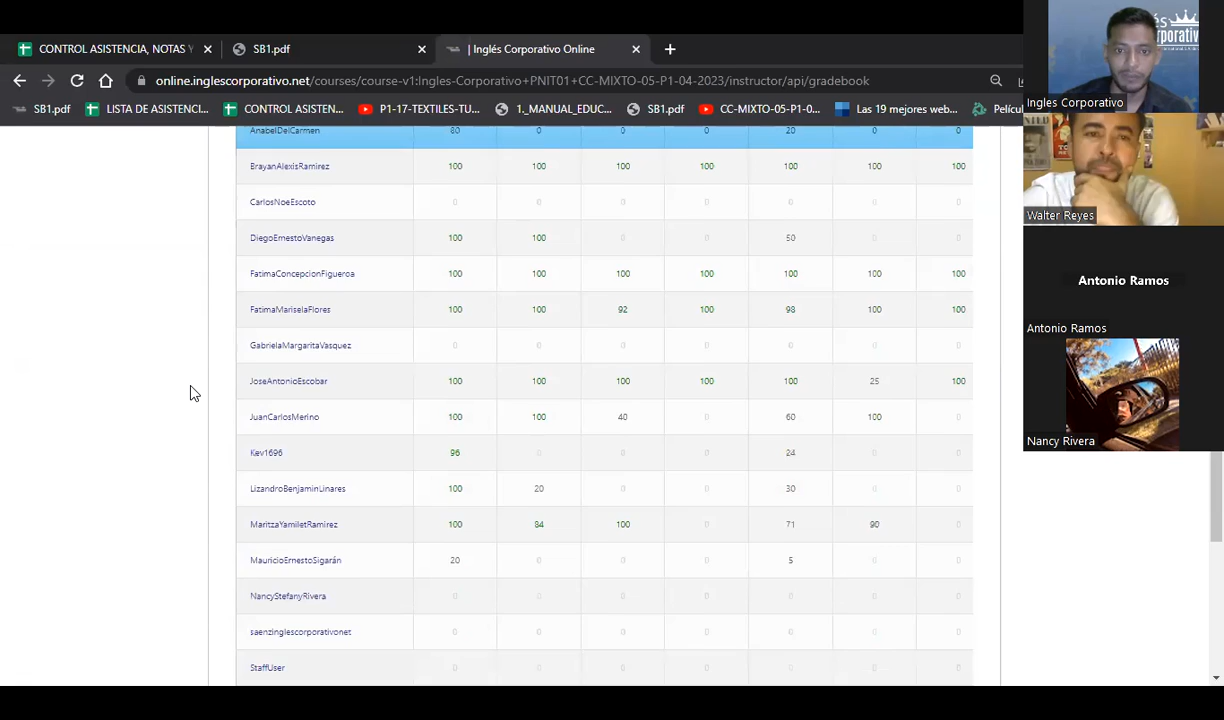 CONTROL ASISTENCIA, NOTAS Y
SB1.pdf
| Inglés Corporativo Online
online.inglescorporativo.net/courses/course-v1:Ingles-Corporativo+PNIT01+CC-MIXTO-05-P1-04-2023/instructor/api/gradebook
SB1.pdf LISTA DE ASISTENCI... CONTROL ASISTEN... P1-17-TEXTILES-TU... 1._MANUAL_EDUC... SB1.pdf CC-MIXTO-05-P1-0... Las 19 mejores web... Películ
AnabelDelCarmen 80 0 0 0 20 0 0
BrayanAlexisRamirez 100 100 100 100 100 100 100
CarlosNoeEscoto 0 0 0 0 0 0 0
DiegoErnestoVanegas 100 100 0 0 50 0 0
FatimaConcepcionFigueroa 100 100 100 100 100 100 100
FatimaMariselaFlores 100 100 92 100 98 100 100
GabrielaMargaritaVasquez 0 0 0 0 0 0 0
JoseAntonioEscobar 100 100 100 100 100 25 100
JuanCarlosMerino 100 100 40 0 60 100 0
Kev1696 96 0 0 0 24 0 0
LizandroBenjaminLinares 100 20 0 0 30 0 0
MaritzaYamiletRamirez 100 84 100 0 71 90 0
MauricioErnestoSigarán 20 0 0 0 5 0 0
NancyStefanyRivera 0 0 0 0 0 0 0
saenzinglescorporativonet 0 0 0 0 0 0 0
StaffUser 0 0 0 0 0 0 0
Ingles Corporativo
Walter Reyes
Antonio Ramos
Antonio Ramos
Nancy Rivera